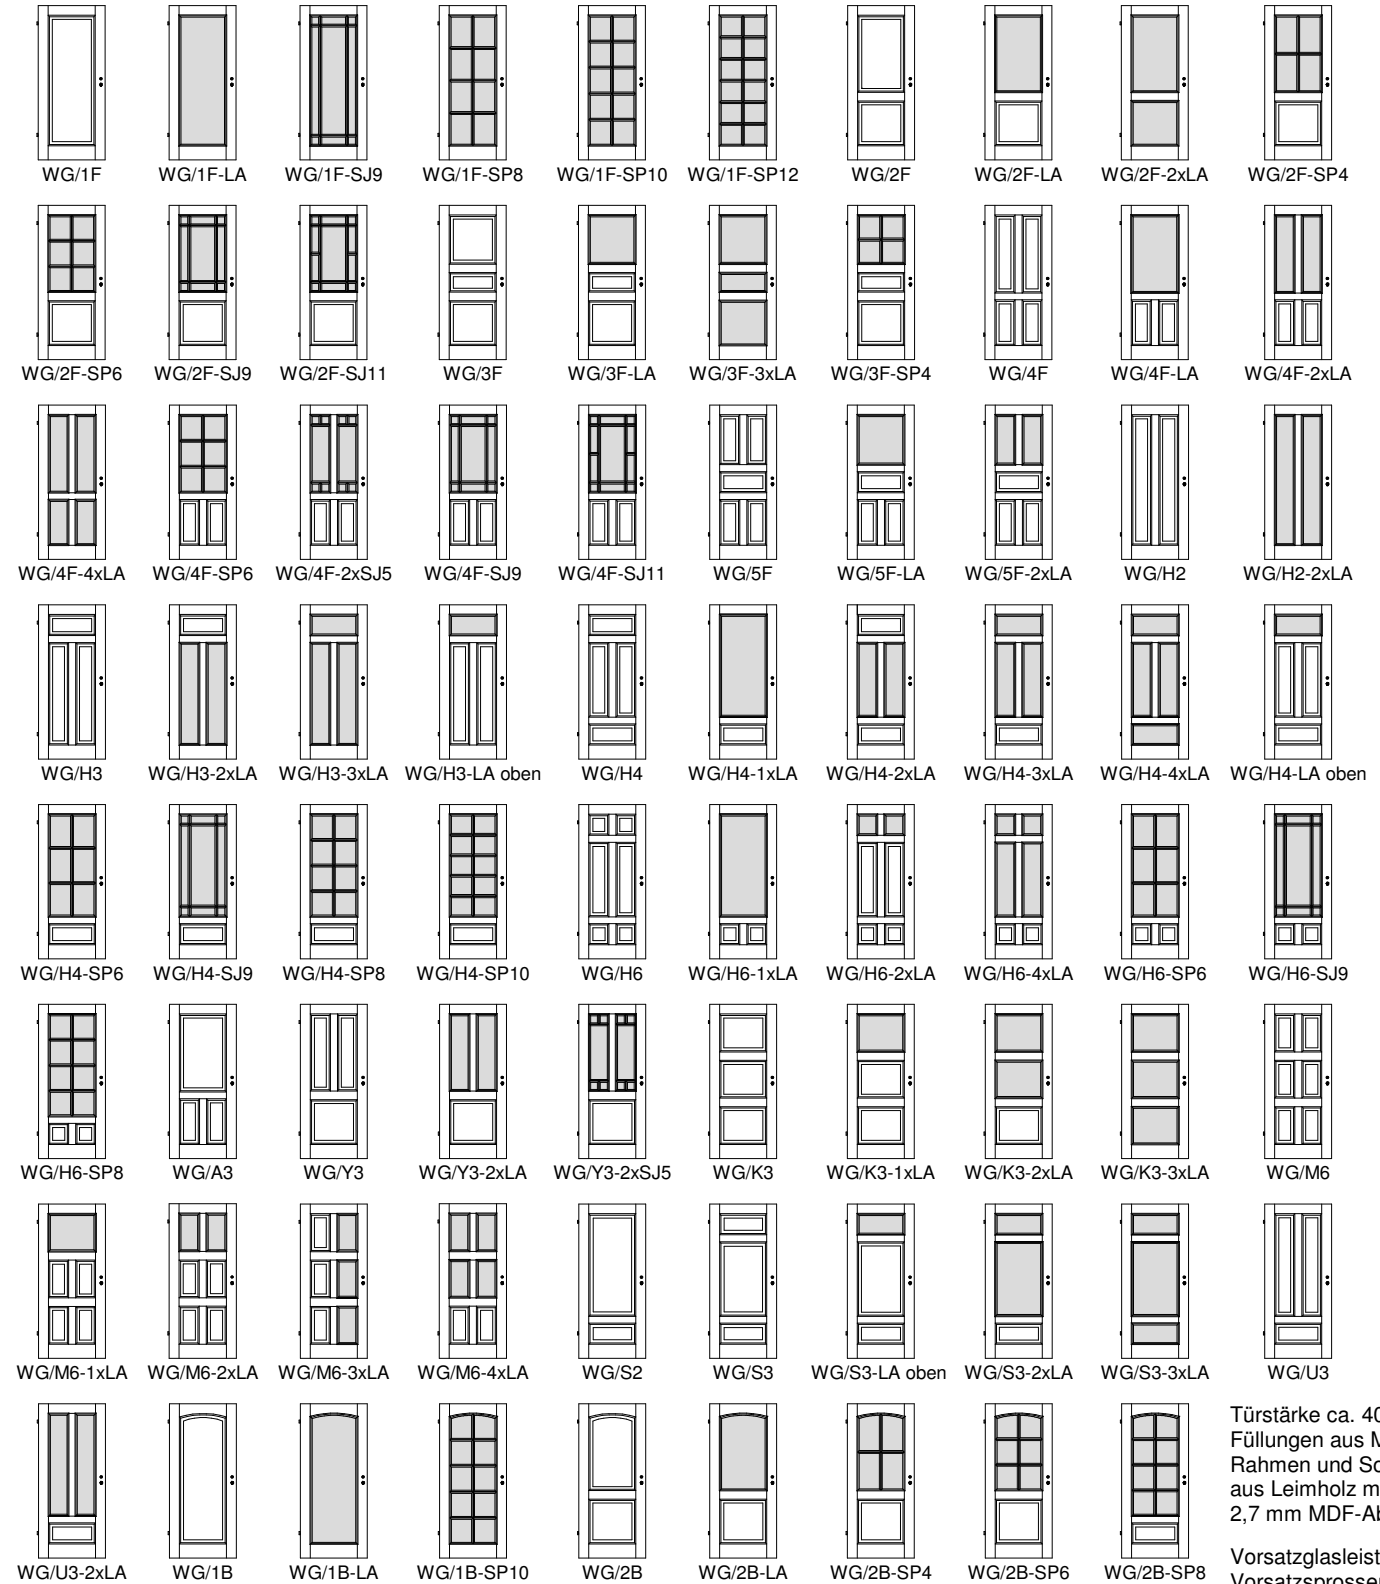 WG/1F WG/1F-LA WG/1F-SJ9 WG/1F-SP8 WG/1F-SP10 WG/1F-SP12 WG/2F WG/2F-LA WG/2F-2xLA WG/2F-SP4
WG/2F-SP6 WG/2F-SJ9 WG/2F-SJ11 WG/3F WG/3F-LA WG/3F-3xLA WG/3F-SP4 WG/4F WG/4F-LA WG/4F-2xLA
WG/4F-4xLA WG/4F-SP6 WG/4F-2xSJ5 WG/4F-SJ9 WG/4F-SJ11 WG/5F WG/5F-LA WG/5F-2xLA WG/H2 WG/H2-2xLA
WG/H3 WG/H3-2xLA WG/H3-3xLA WG/H3-LA oben WG/H4 WG/H4-1xLA WG/H4-2xLA WG/H4-3xLA WG/H4-4xLA WG/H4-LA oben
WG/H4-SP6 WG/H4-SJ9 WG/H4-SP8 WG/H4-SP10 WG/H6 WG/H6-1xLA WG/H6-2xLA WG/H6-4xLA WG/H6-SP6 WG/H6-SJ9
WG/H6-SP8 WG/A3 WG/Y3 WG/Y3-2xLA WG/Y3-2xSJ5 WG/K3 WG/K3-1xLA WG/K3-2xLA WG/K3-3xLA WG/M6
WG/M6-1xLA WG/M6-2xLA WG/M6-3xLA WG/M6-4xLA WG/S2 WG/S3 WG/S3-LA oben WG/S3-2xLA WG/S3-3xLA WG/U3
WG/U3-2xLA WG/1B WG/1B-LA WG/1B-SP10 WG/2B WG/2B-LA WG/2B-SP4 WG/2B-SP6 WG/2B-SP8
Türstärke ca. 40
Füllungen aus M
Rahmen und
aus Leimholz m
2,7 mm MDF-Ab
Vorsatzglasleist